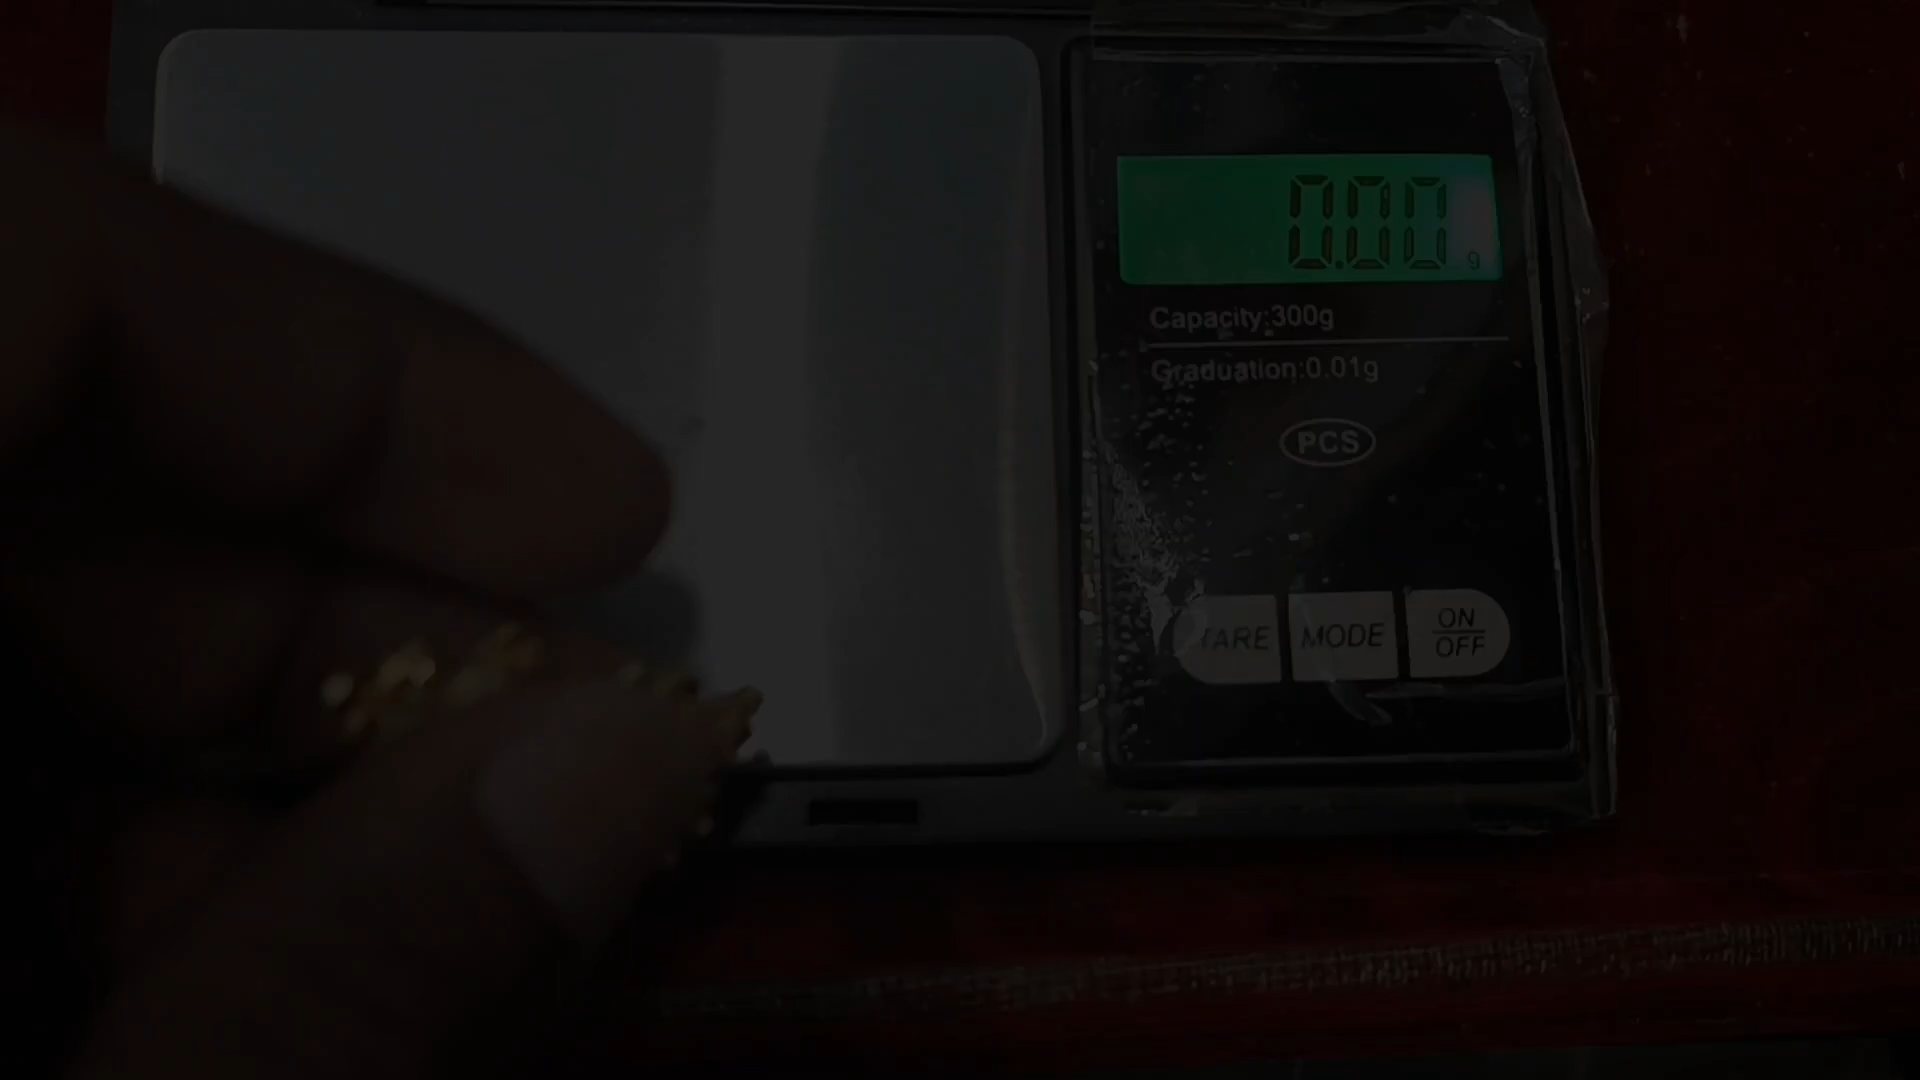 0.00 g
Capacity:300g
Graduation:0.01g
PCS
TARE MODE ON
OFF